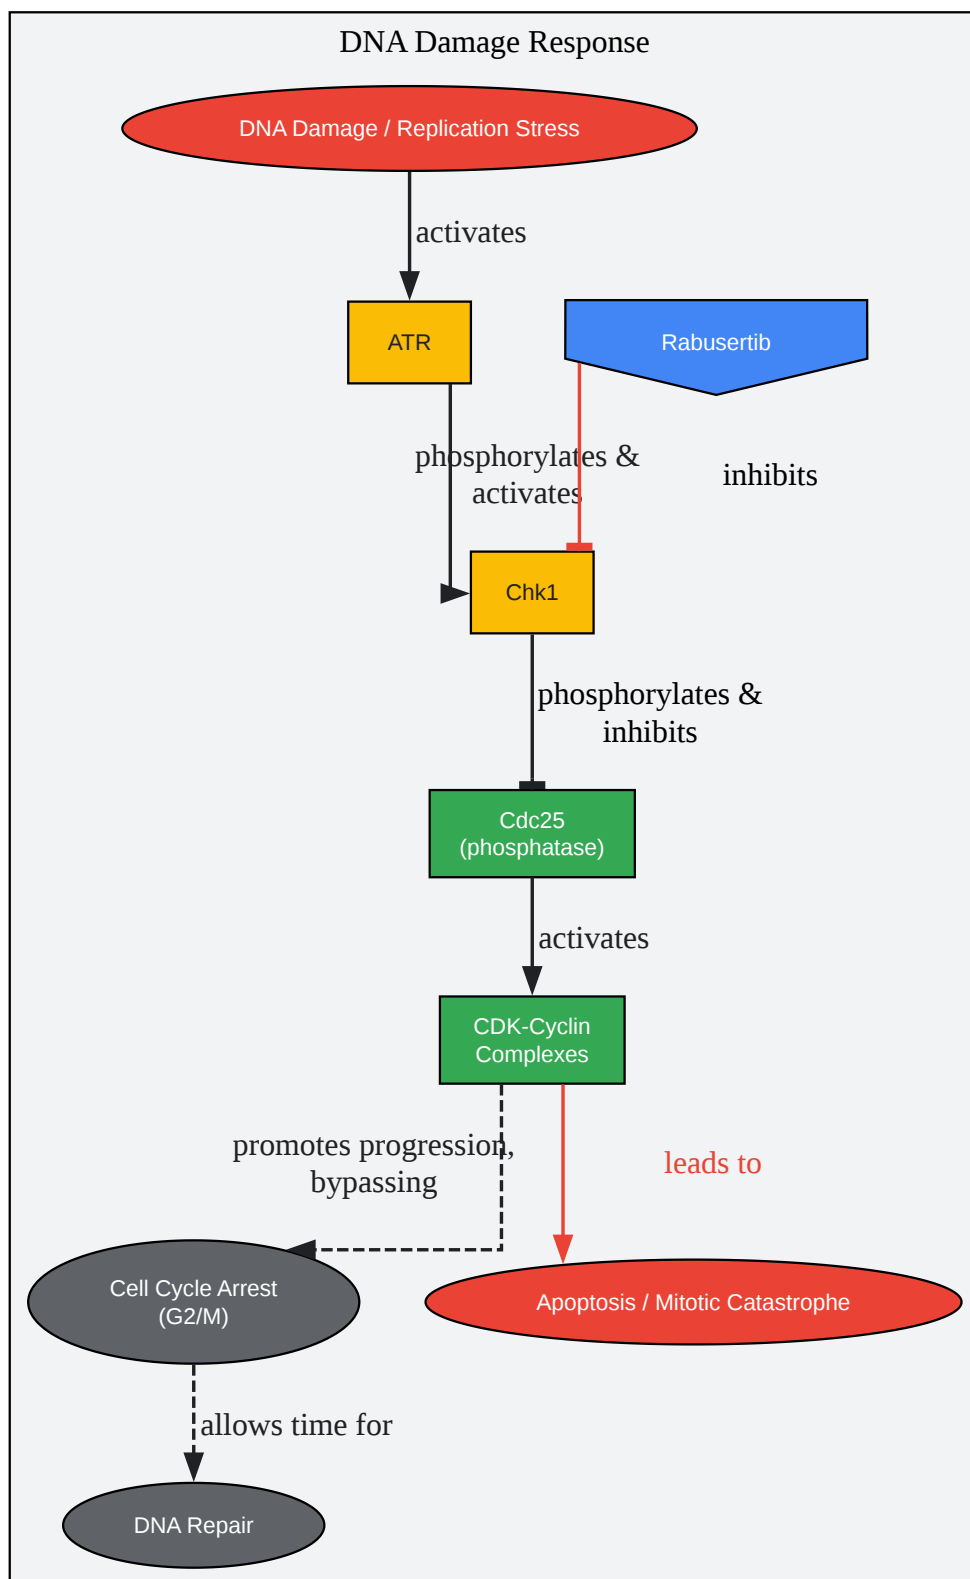 DNA Damage Response
DNA Damage / Replication Stress
activates
ATR
Rabusertib
phosphorylates &
activates
inhibits
Chk1
phosphorylates &
inhibits
Cdc25
(phosphatase)
activates
CDK-Cyclin
Complexes
promotes progression,
bypassing
leads to
Cell Cycle Arrest
(G2/M)
Apoptosis / Mitotic Catastrophe
allows time for
DNA Repair